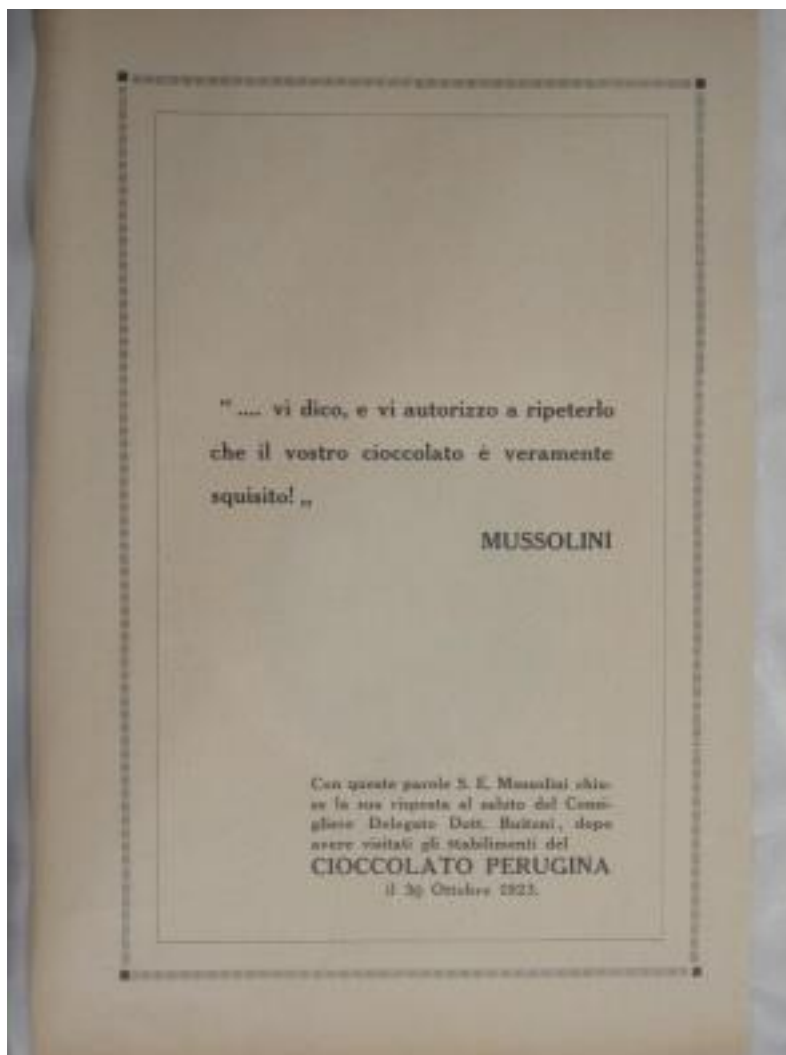 " .... vi dico, e vi autorizzo a ripeterlo
che il vostro cioccolato è veramente
squisito! „
MUSSOLINI
Con queste parole S. E. Mussolini chiu-
se la sua risposta al saluto del Consi-
gliere Delegato Dott. Buitoni, dopo
avere visitati gli stabilimenti del
CIOCCOLATO PERUGINA
il 30 Ottobre 1923.